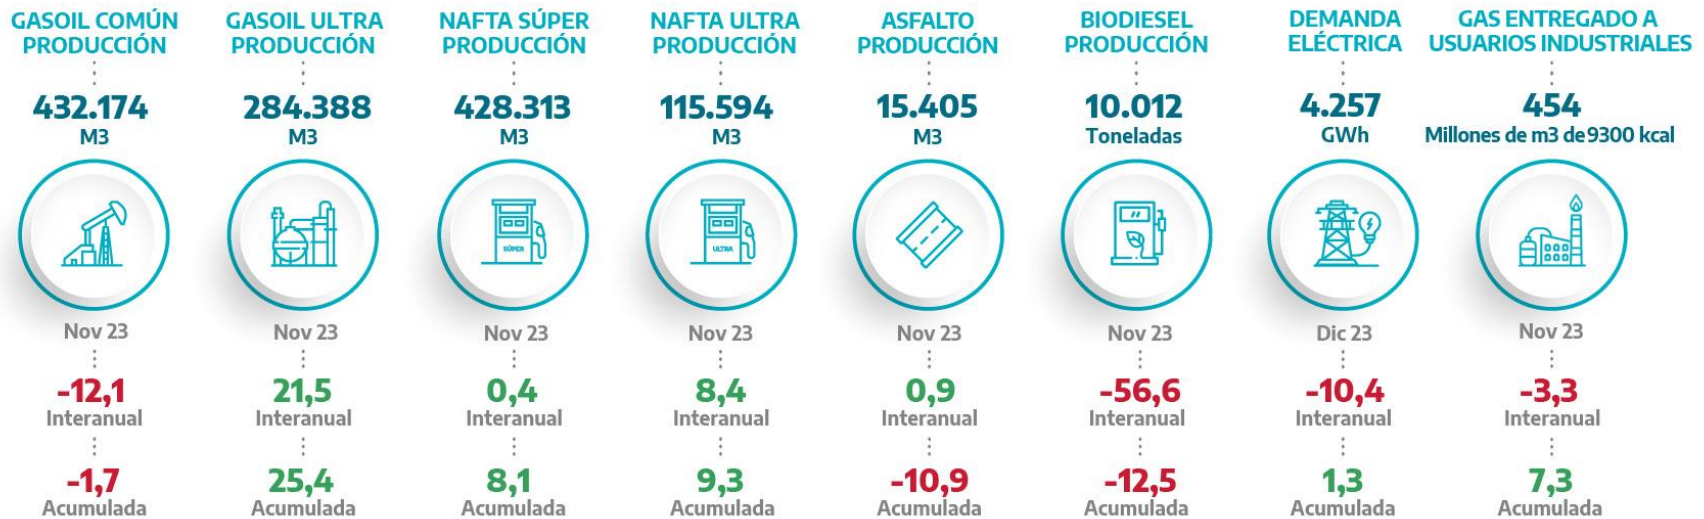 GASOIL COMÚN
PRODUCCIÓN
432.174
M3
Nov 23
-12,1
Interanual
-1,7
Acumulada
GASOIL ULTRA
PRODUCCIÓN
284.388
M3
Nov 23
21,5
Interanual
25,4
Acumulada
NAFTA SÚPER
PRODUCCIÓN
428.313
M3
SÚPER
Nov 23
0,4
Interanual
8,1
Acumulada
NAFTA ULTRA
PRODUCCIÓN
115.594
M3
ULTRA
Nov 23
8,4
Interanual
9,3
Acumulada
ASFALTO
PRODUCCIÓN
15.405
M3
Nov 23
0,9
Interanual
-10,9
Acumulada
BIODIESEL
PRODUCCIÓN
10.012
Toneladas
Nov 23
-56,6
Interanual
-12,5
Acumulada
DEMANDA
ELÉCTRICA
4.257
GWh
Dic 23
-10,4
Interanual
1,3
Acumulada
GAS ENTREGADO A
USUARIOS INDUSTRIALES
454
Millones de m3 de 9300 kcal
Nov 23
-3,3
Interanual
7,3
Acumulada